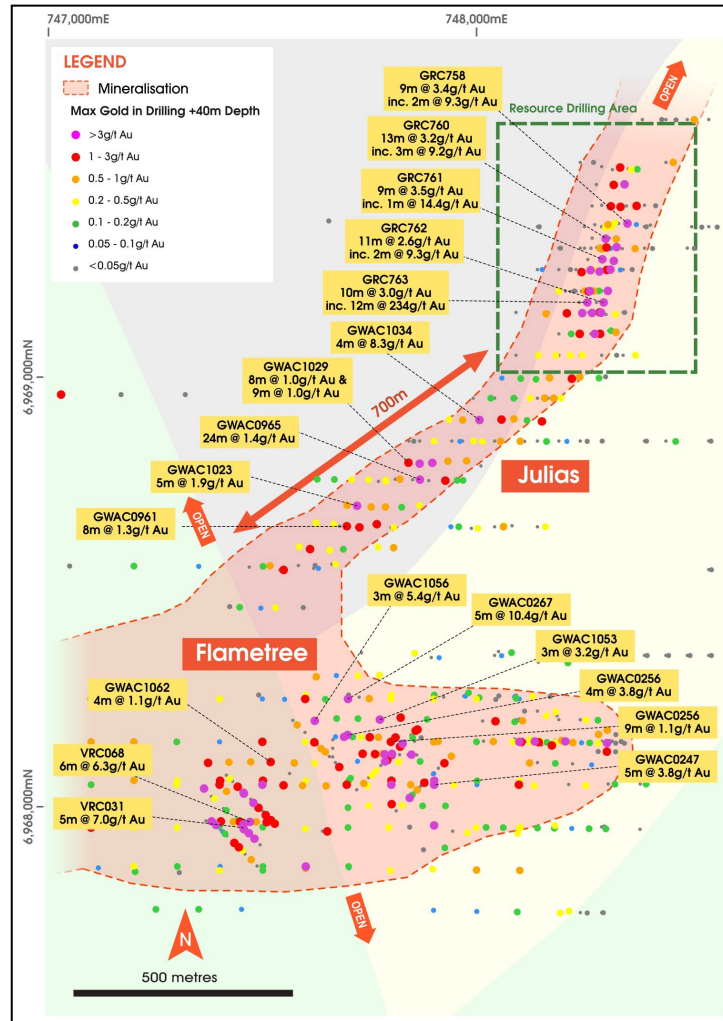 747,000mE
748,000mE
LEGEND
Mineralisation
Max Gold in Drilling +40m Depth
>3g/t Au
1 - 3g/t Au
0.5 - 1g/t Au
0.2 - 0.5g/t Au
0.1 - 0.2g/t Au
0.05 - 0.1g/t Au
<0.05g/t Au
GRC758
9m @ 3.4g/t Au
inc. 2m @ 9.3g/t Au
OPEN
Resource Drilling Area
GRC760
13m @ 3.2g/t Au
inc. 3m @ 9.2g/t Au
GRC761
9m @ 3.5g/t Au
inc. 1m @ 14.4g/t Au
GRC762
11m @ 2.6g/t Au
inc. 2m @ 9.3g/t Au
GRC763
10m @ 3.0g/t Au
inc. 12m @ 234g/t Au
GWAC1034
4m @ 8.3g/t Au
6,969,000mN
GWAC1029
8m @ 1.0g/t Au &
9m @ 1.0g/t Au
700m
GWAC0965
24m @ 1.4g/t Au
Julias
GWAC1023
5m @ 1.9g/t Au
OPEN
GWAC0961
8m @ 1.3g/t Au
GWAC1056
3m @ 5.4g/t Au
GWAC0267
5m @ 10.4g/t Au
Flametree
GWAC1053
3m @ 3.2g/t Au
GWAC0256
4m @ 3.8g/t Au
GWAC1062
4m @ 1.1g/t Au
GWAC0256
9m @ 1.1g/t Au
VRC068
6m @ 6.3g/t Au
GWAC0247
5m @ 3.8g/t Au
VRC031
5m @ 7.0g/t Au
6,968,000mN
OPEN
N
500 metres